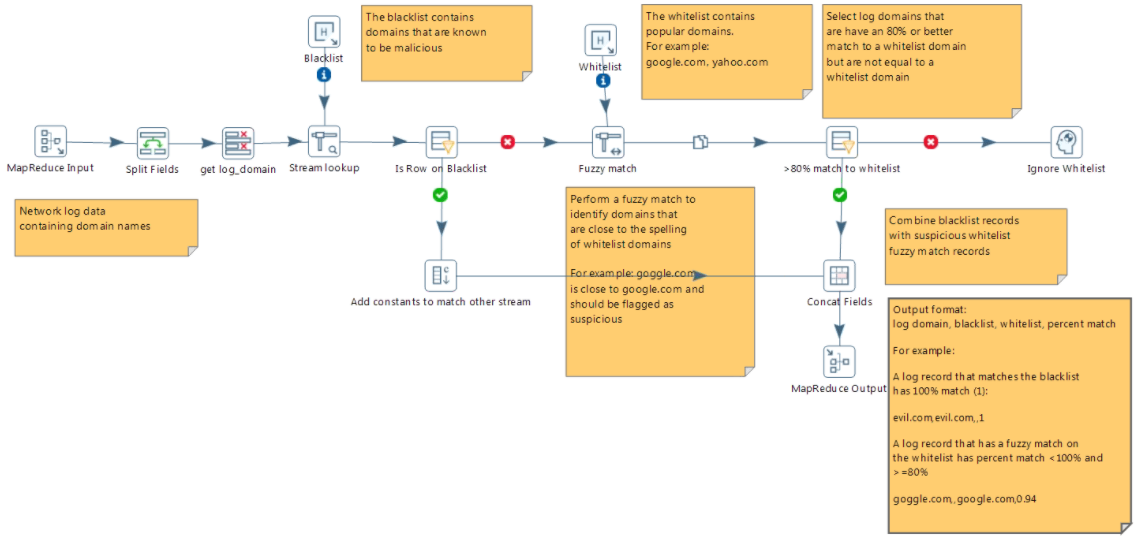 The blacklist contains
domains that are known
to be malicious
The whitelist contains
popular domains.
For example:
google.com, yahoo.com
Select log domains that
are have an 80% or better
match to a whitelist domain
but are not equal to a
whitelist domain
H
Blacklist
H
Whitelist
MapReduce Input
Split Fields
get log_domain
Stream lookup
Is Row on Blacklist
Fuzzy match
>80% match to whitelist
Ignore Whitelist
Network log data
containing domain names
Perform a fuzzy match to
identify domains that
are close to the spelling
of whitelist domains
For example: goggle.com
is close to google.com and
should be flagged as
suspicious
Combine blacklist records
with suspicious whitelist
fuzzy match records
Add constants to match other stream
Concat Fields
MapReduce Output
Output format:
log domain, blacklist, whitelist, percent match
For example:
A log record that matches the blacklist
has 100% match (1):
evil.com,evil.com,,1
A log record that has a fuzzy match on
the whitelist has percent match <100% and
> =80%
goggle.com,,google.com,0.94